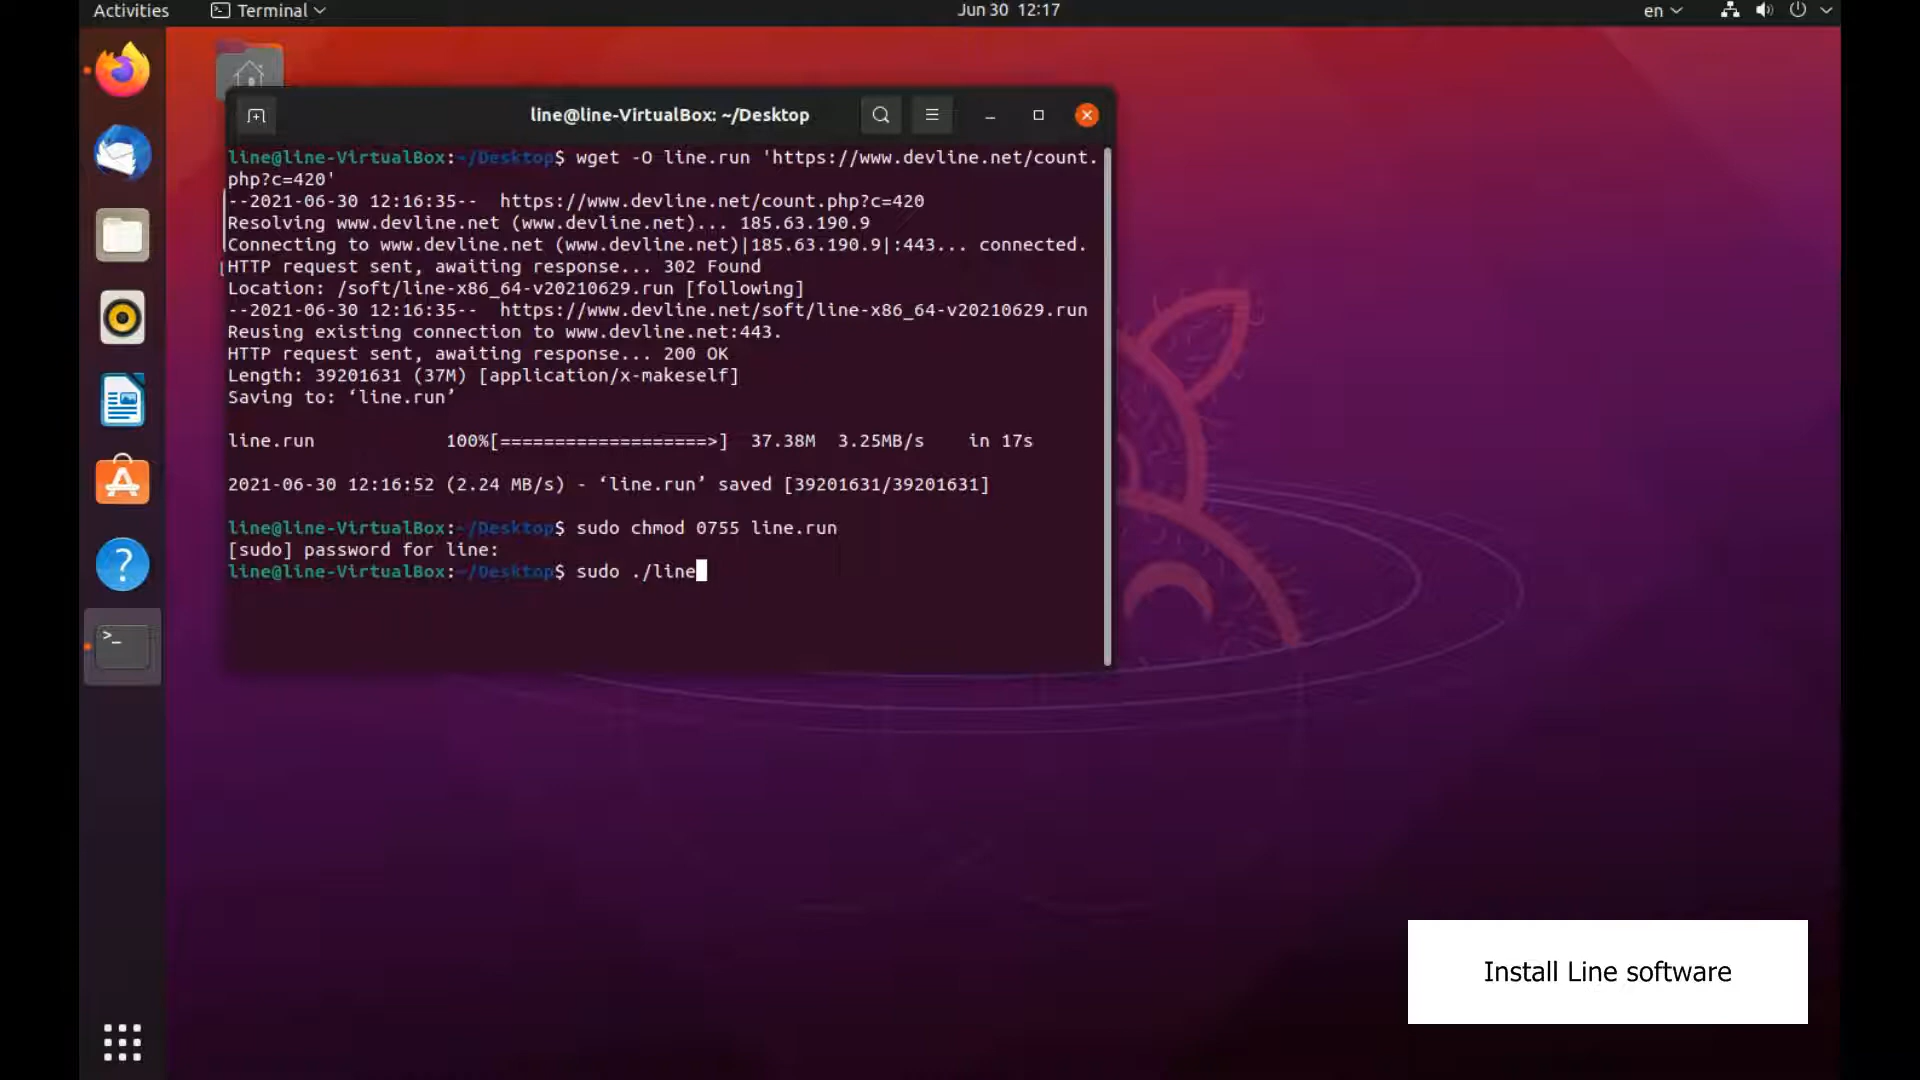 Activities
Terminal
Jun 30 12:17
en
line@line-VirtualBox: ~/Desktop
line@line-VirtualBox:~/Desktop$ wget -O line.run 'https://www.devline.net/count.
php?c=420'
--2021-06-30 12:16:35--  https://www.devline.net/count.php?c=420
Resolving www.devline.net (www.devline.net)... 185.63.190.9
Connecting to www.devline.net (www.devline.net)|185.63.190.9|:443... connected.
HTTP request sent, awaiting response... 302 Found
Location: /soft/line-x86_64-v20210629.run [following]
--2021-06-30 12:16:35--  https://www.devline.net/soft/line-x86_64-v20210629.run
Reusing existing connection to www.devline.net:443.
HTTP request sent, awaiting response... 200 OK
Length: 39201631 (37M) [application/x-makeself]
Saving to: ‘line.run’
line.run            100%[===================>]  37.38M  3.25MB/s    in 17s
2021-06-30 12:16:52 (2.24 MB/s) - ‘line.run’ saved [39201631/39201631]
line@line-VirtualBox:~/Desktop$ sudo chmod 0755 line.run
[sudo] password for line:
line@line-VirtualBox:~/Desktop$ sudo ./line
Install Line software